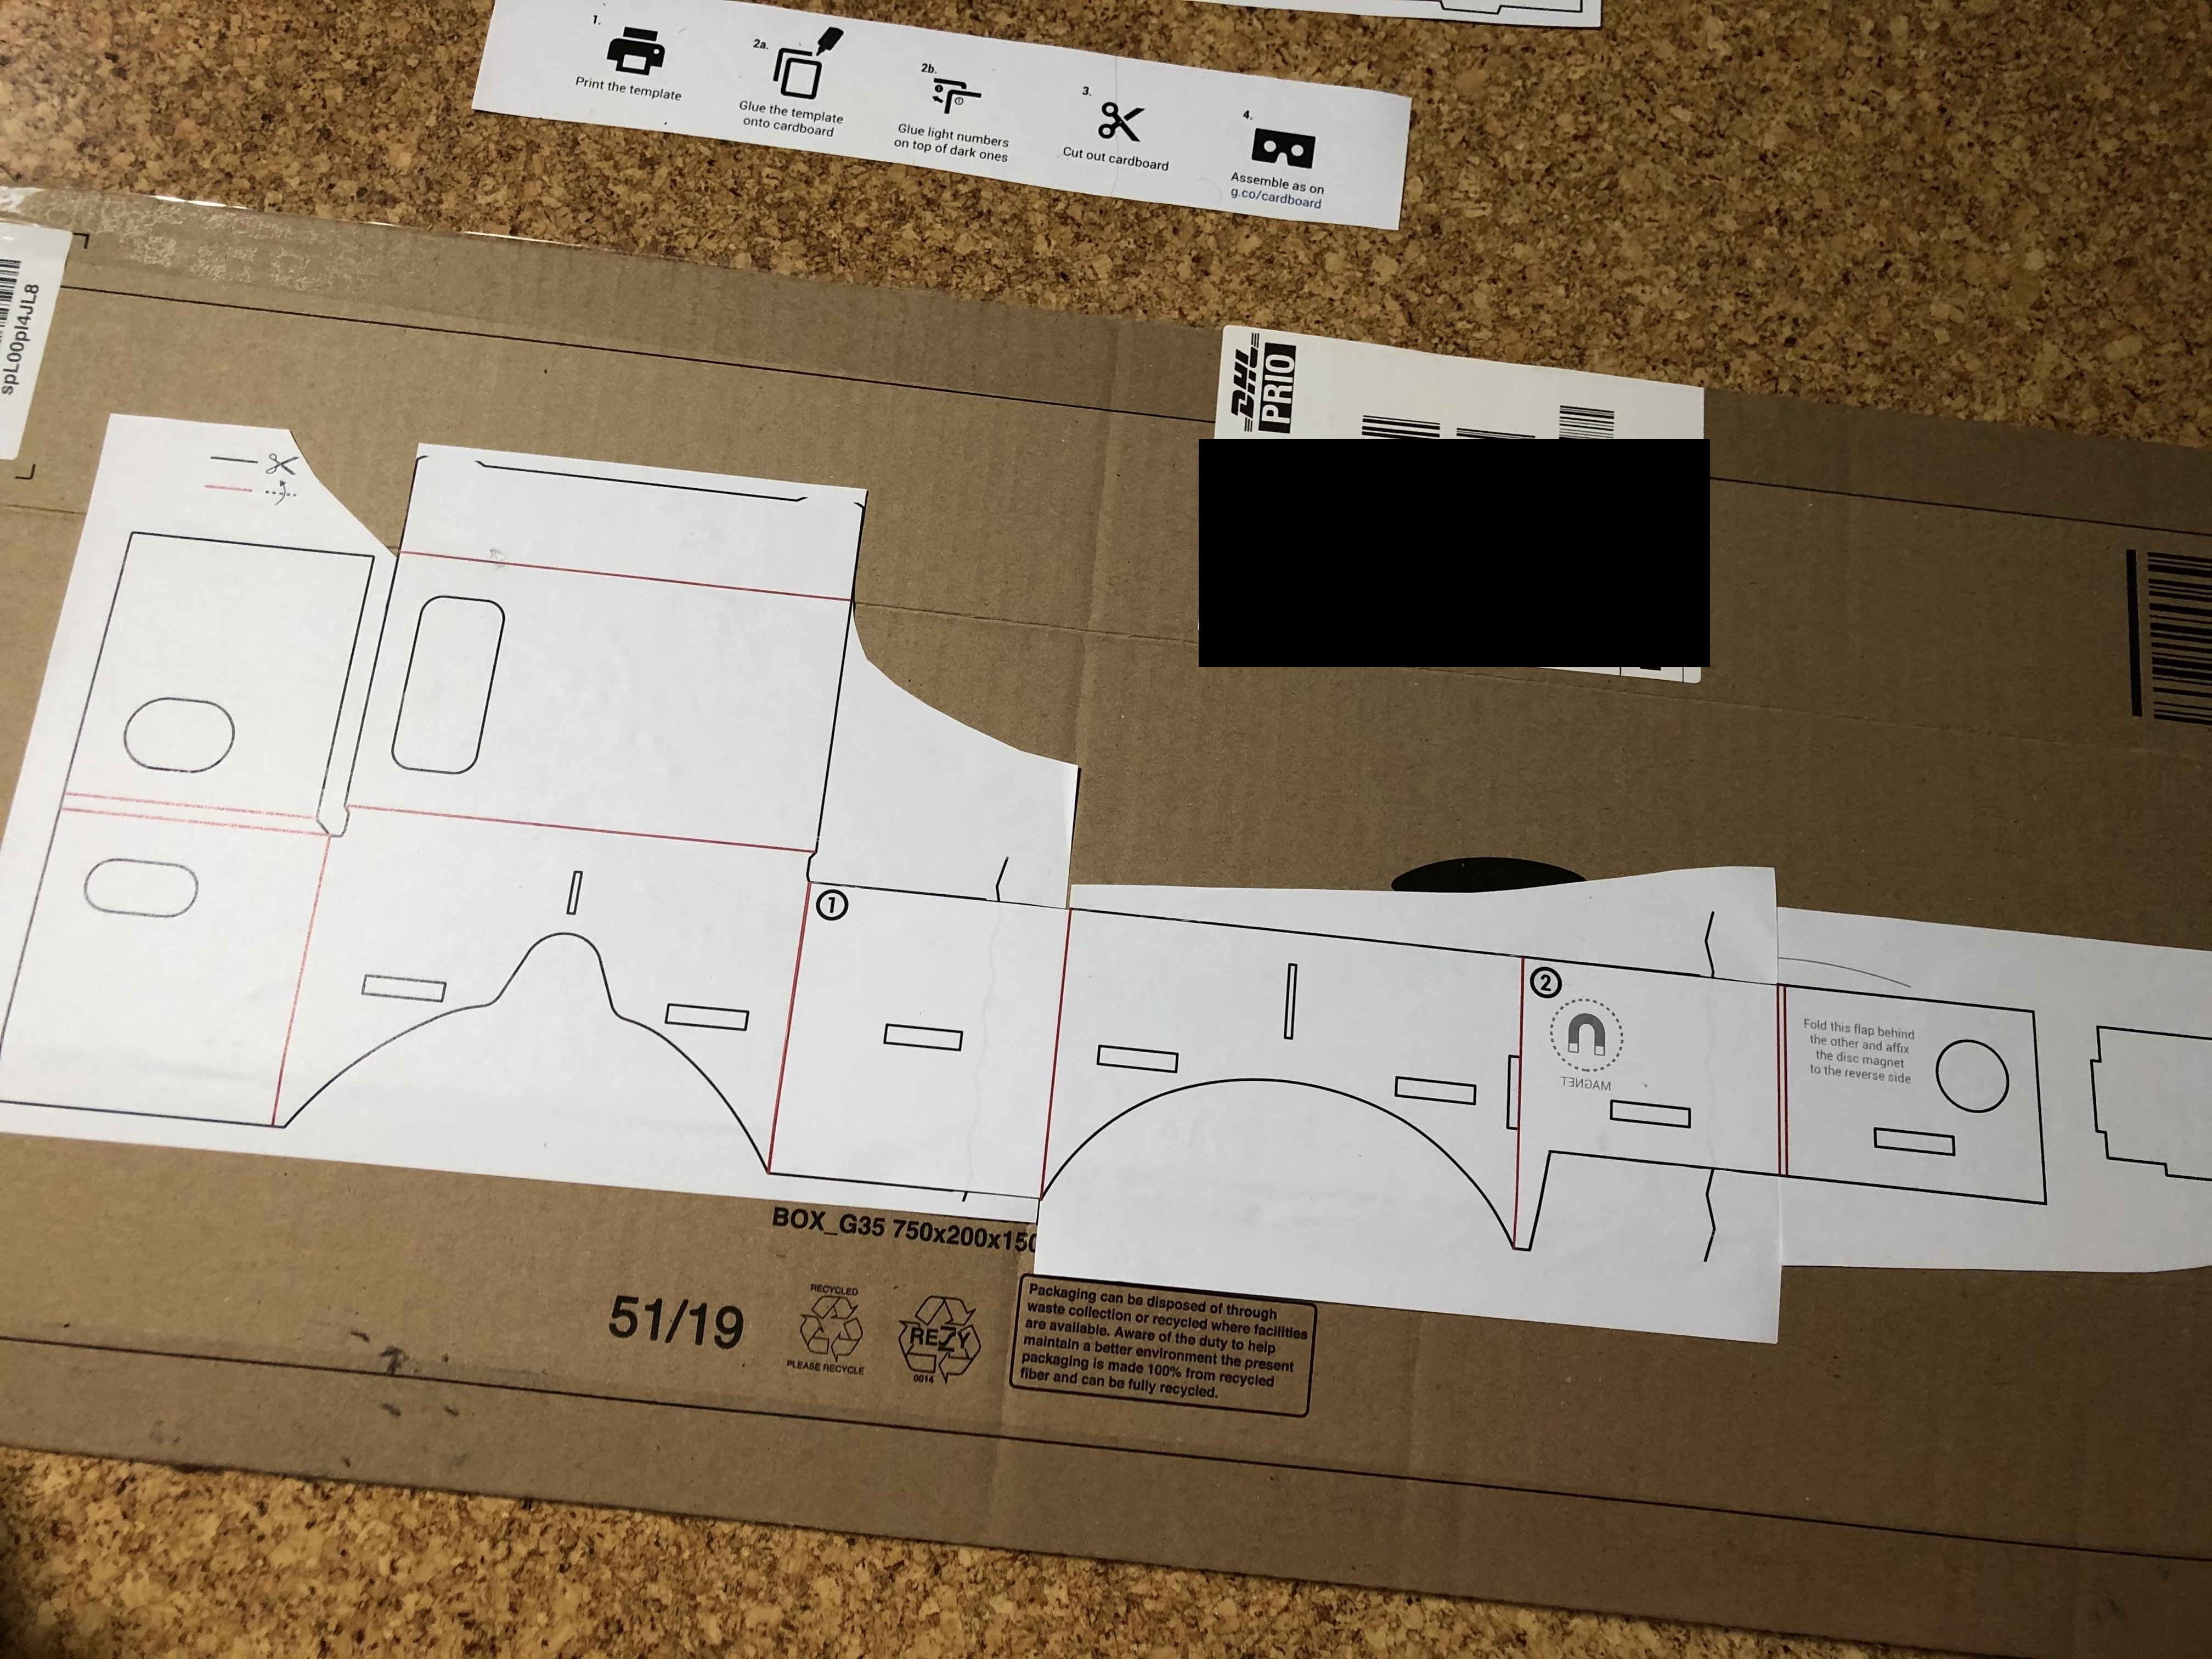 1.
Print the template
2a.
Glue the template
onto cardboard
2b.
Glue light numbers
on top of dark ones
3.
Cut out cardboard
4.
Assemble as on
g.co/cardboard
spL00pI4JL8
DHL
PRIO
1
2
MAGNET
Fold this flap behind
the other and affix
the disc magnet
to the reverse side
BOX_G35 750x200x150
51/19
RECYCLED
PLEASE RECYCLE
RESY
0014
Packaging can be disposed of through
waste collection or recycled where facilities
are available. Aware of the duty to help
maintain a better environment the present
packaging is made 100% from recycled
fiber and can be fully recycled.